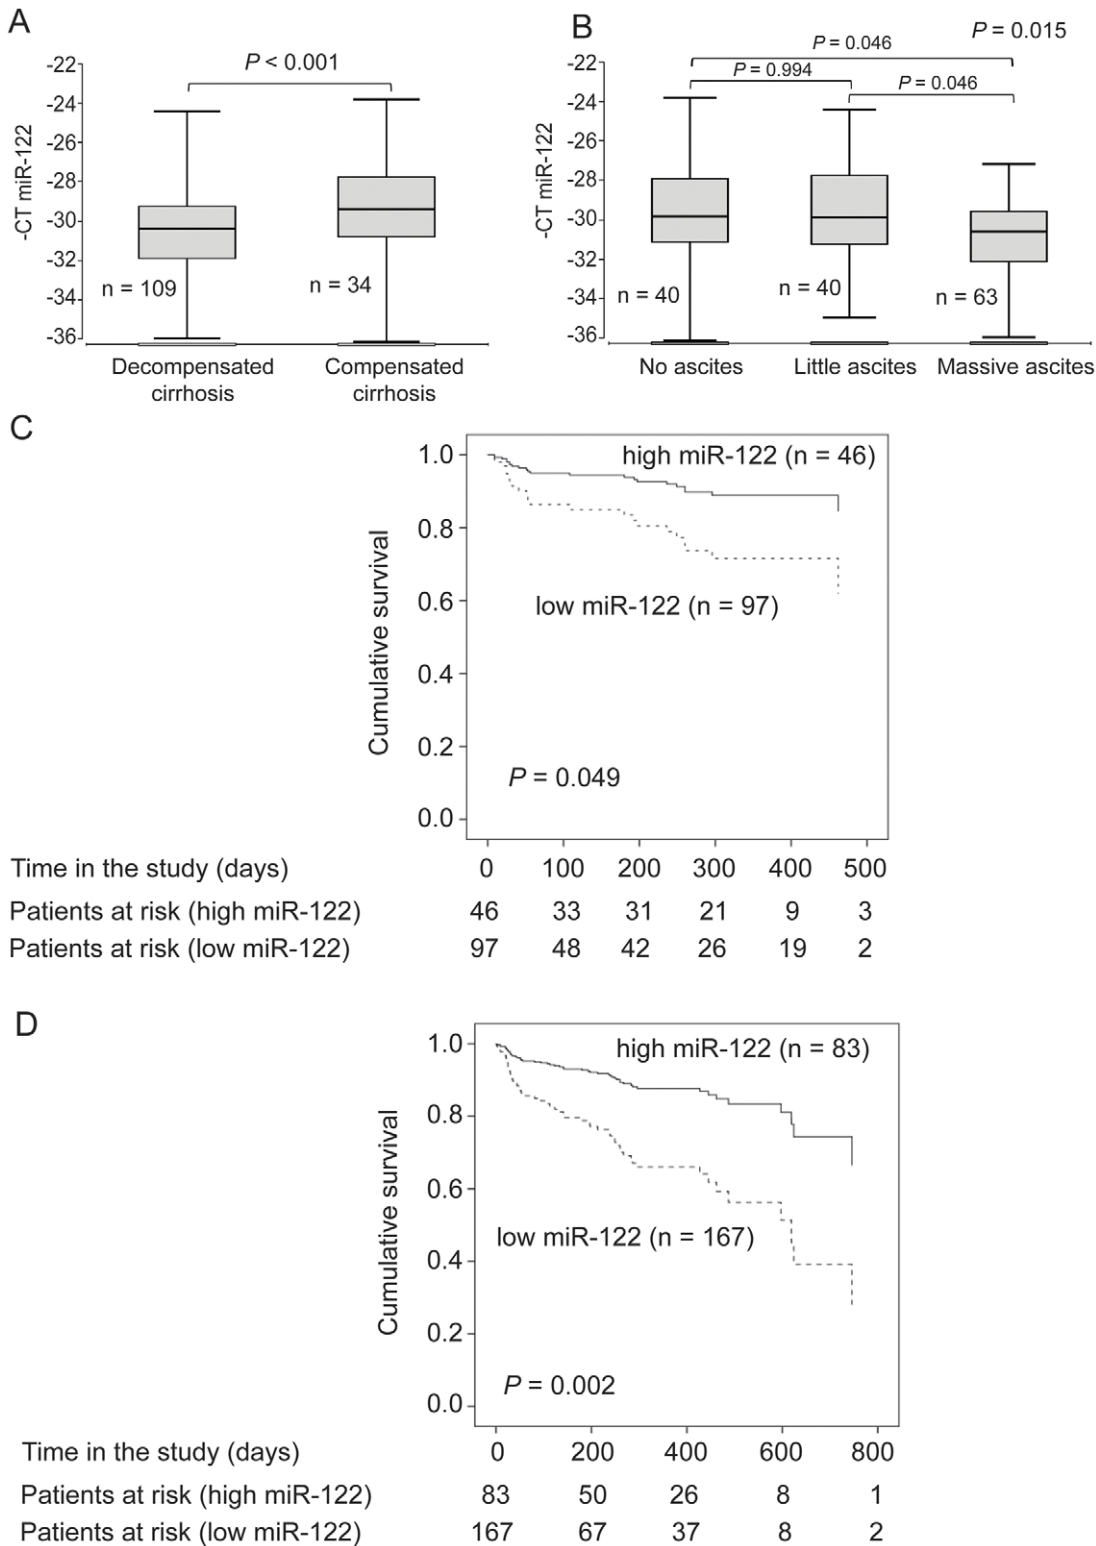 A
P < 0.001
-CT miR-122
-22
-24
-26
-28
-30
-32
-34
-36
n = 109
n = 34
Decompensated
cirrhosis
Compensated
cirrhosis
B
P = 0.015
P = 0.046
P = 0.994
P = 0.046
-CT miR-122
-22
-24
-26
-28
-30
-32
-34
-36
n = 40
n = 40
n = 63
No ascites
Little ascites
Massive ascites
C
Cumulative survival
1.0
0.8
0.6
0.4
0.2
0.0
high miR-122 (n = 46)
low miR-122 (n = 97)
P = 0.049
Time in the study (days) 0 100 200 300 400 500
Patients at risk (high miR-122) 46 33 31 21 9 3
Patients at risk (low miR-122) 97 48 42 26 19 2
D
Cumulative survival
1.0
0.8
0.6
0.4
0.2
0.0
high miR-122 (n = 83)
low miR-122 (n = 167)
P = 0.002
Time in the study (days) 0 200 400 600 800
Patients at risk (high miR-122) 83 50 26 8 1
Patients at risk (low miR-122) 167 67 37 8 2